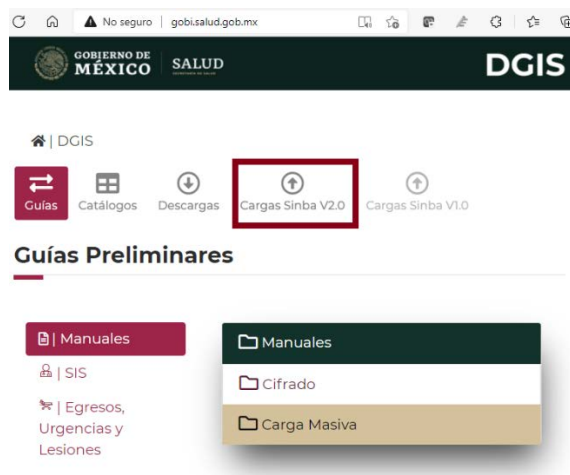 No seguro | gobi.salud.gob.mx
GOBIERNO DE MÉXICO SALUD DGIS
| DGIS
Guías Catálogos Descargas Cargas Sinba V2.0 Cargas Sinba V1.0
Guías Preliminares
| Manuales
| SIS
| Egresos,
Urgencias y
Lesiones
Manuales
Cifrado
Carga Masiva